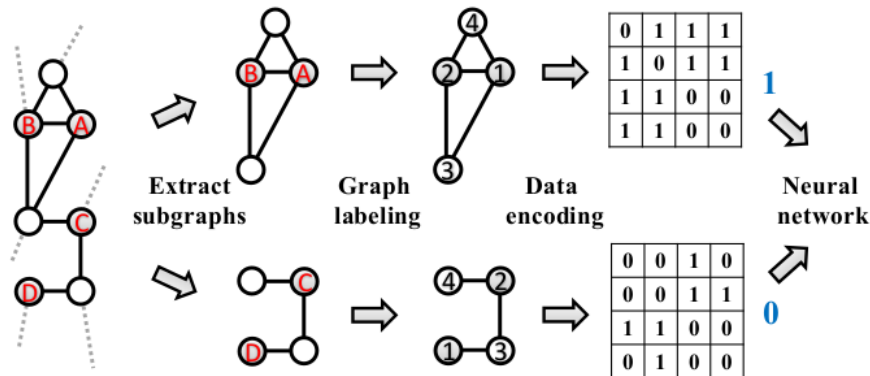 4
B A
2 1
B A
3
Extract subgraphs
Graph labeling
Data encoding
Neural network
0 1 1 1
1 0 1 1
1 1 0 0
1 1 0 0
1
C
D
C
D
4 2
1 3
0 0 1 0
0 0 1 1
1 1 0 0
0 1 0 0
0